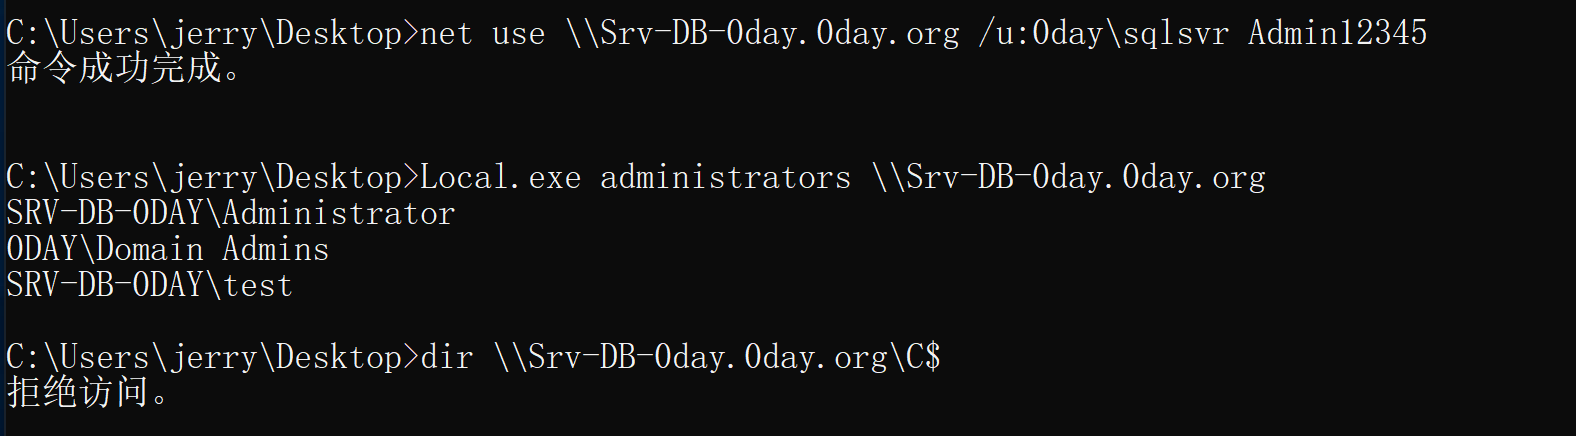 C:\Users\jerry\Desktop>net use \\Srv-DB-0day.0day.org /u:0day\sqlsvr Admin12345
命令成功完成。
C:\Users\jerry\Desktop>Local.exe administrators \\Srv-DB-0day.0day.org
SRV-DB-0DAY\Administrator
0DAY\Domain Admins
SRV-DB-0DAY\test
C:\Users\jerry\Desktop>dir \\Srv-DB-0day.0day.org\C$
拒绝访问。